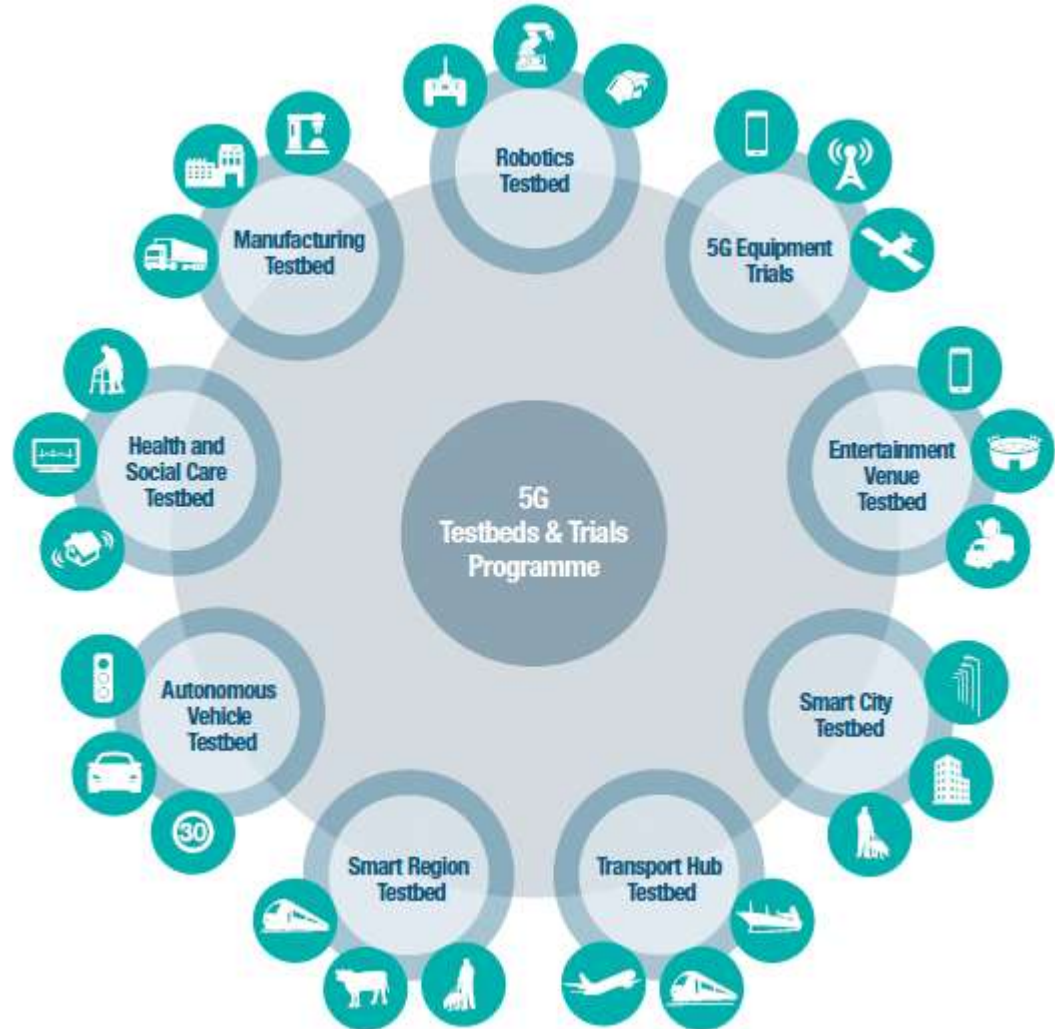 Robotics
Testbed
5G Equipment
Trials
Entertainment
Venue
Testbed
Smart City
Testbed
Transport Hub
Testbed
Smart Region
Testbed
30
Autonomous
Vehicle
Testbed
Health and
Social Care
Testbed
Manufacturing
Testbed
5G
Testbeds & Trials
Programme